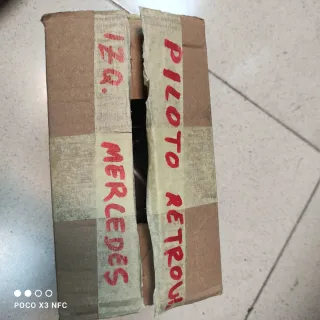 PILOTO RETROV
IZQ. MERCEDES
POCO X3 NFC